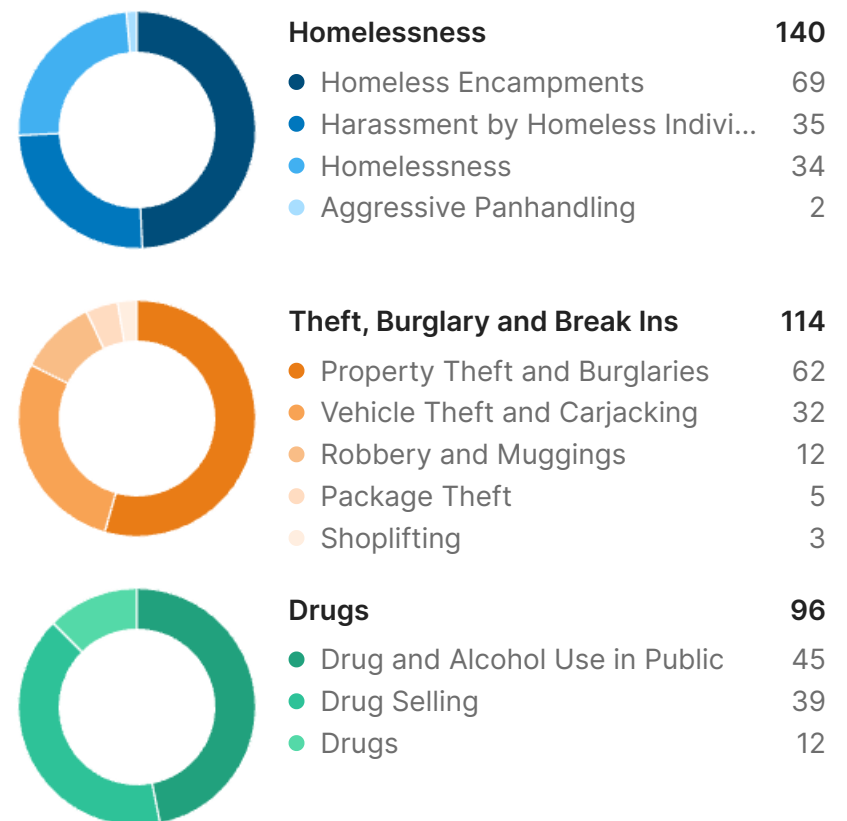 Homelessness 140
Homeless Encampments 69
Harassment by Homeless Indivi... 35
Homelessness 34
Aggressive Panhandling 2
Theft, Burglary and Break Ins 114
Property Theft and Burglaries 62
Vehicle Theft and Carjacking 32
Robbery and Muggings 12
Package Theft 5
Shoplifting 3
Drugs 96
Drug and Alcohol Use in Public 45
Drug Selling 39
Drugs 12